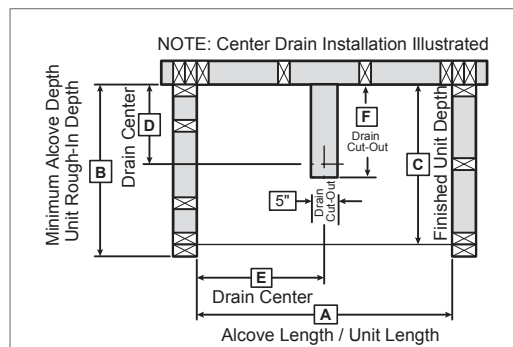 NOTE: Center Drain Installation Illustrated
Minimum Alcove Depth
Unit Rough-In Depth
B
D
Drain Center
F
Drain
Cut-Out
C
Finished Unit Depth
5"
Drain
Cut-Out
E
Drain Center
A
Alcove Length / Unit Length